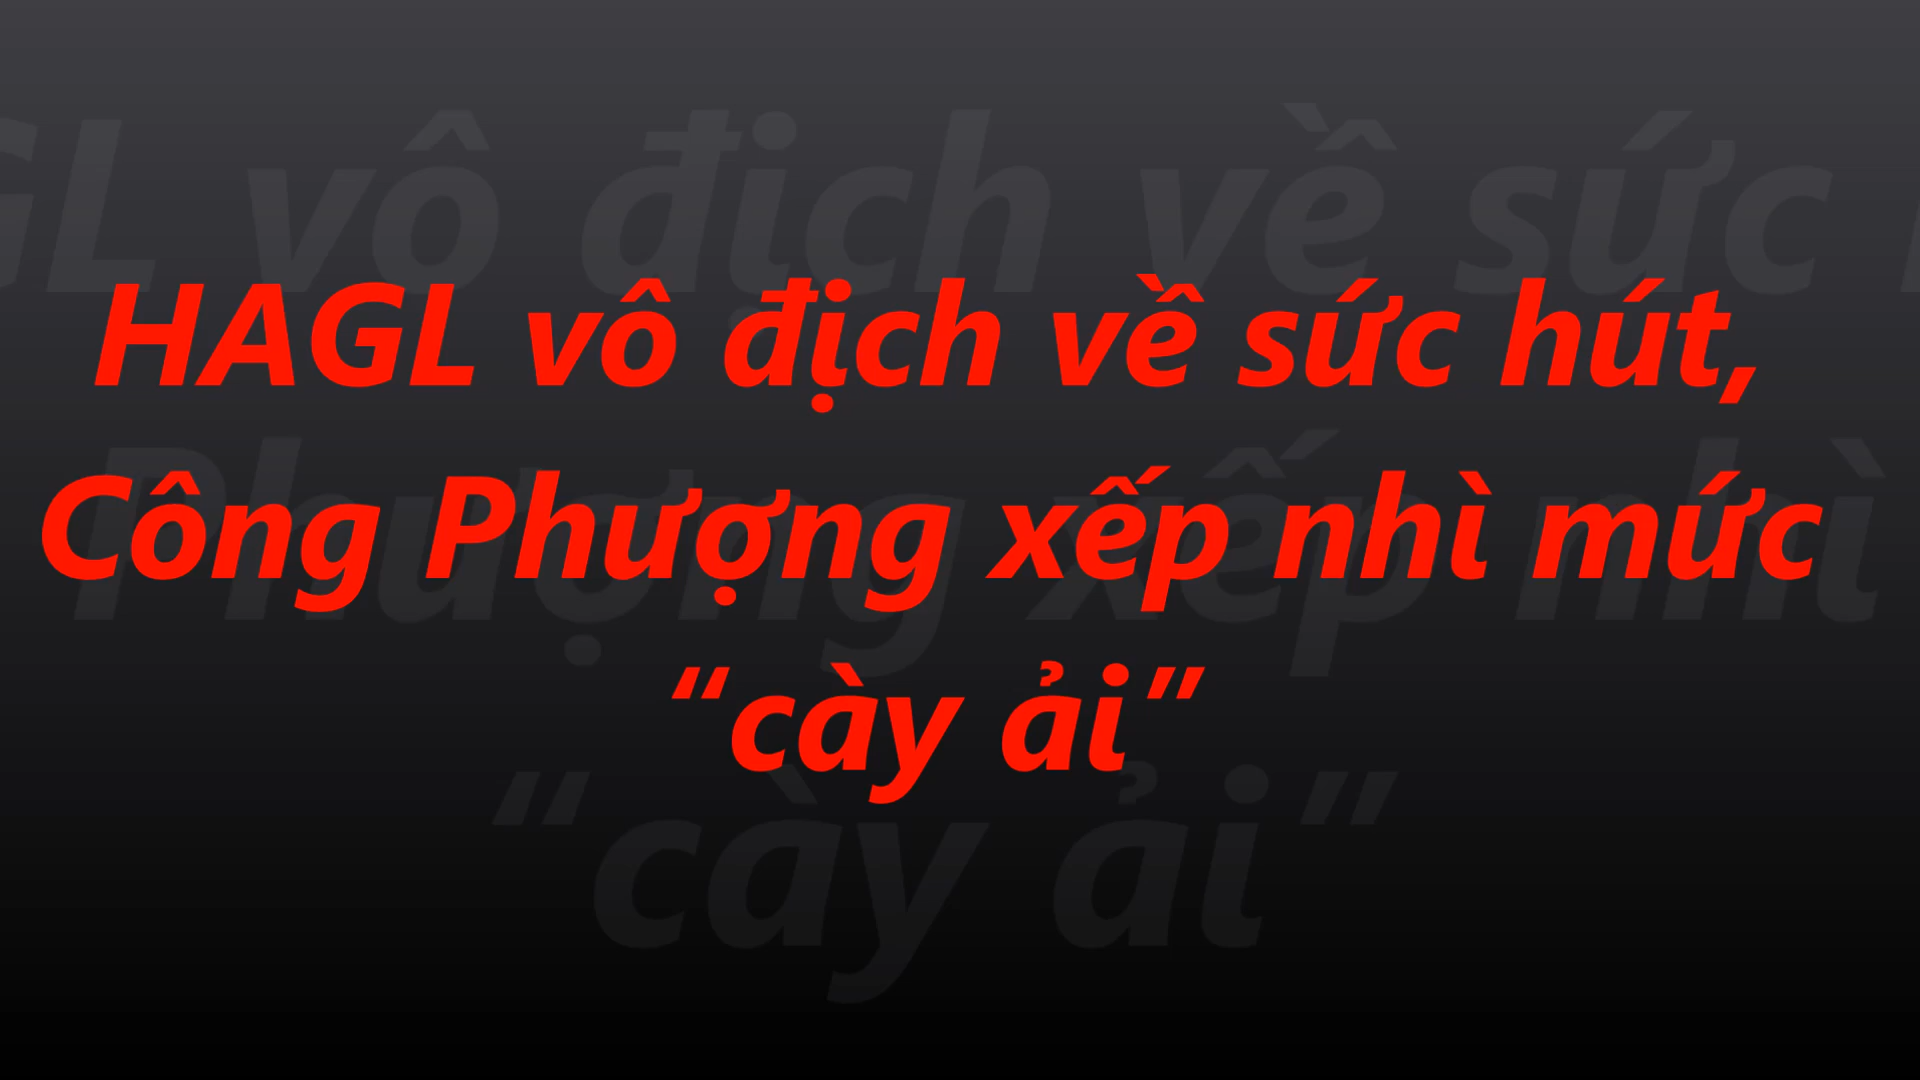 HAGL vô địch về sức hút,
Công Phượng xếp nhì mức
“cày ải”